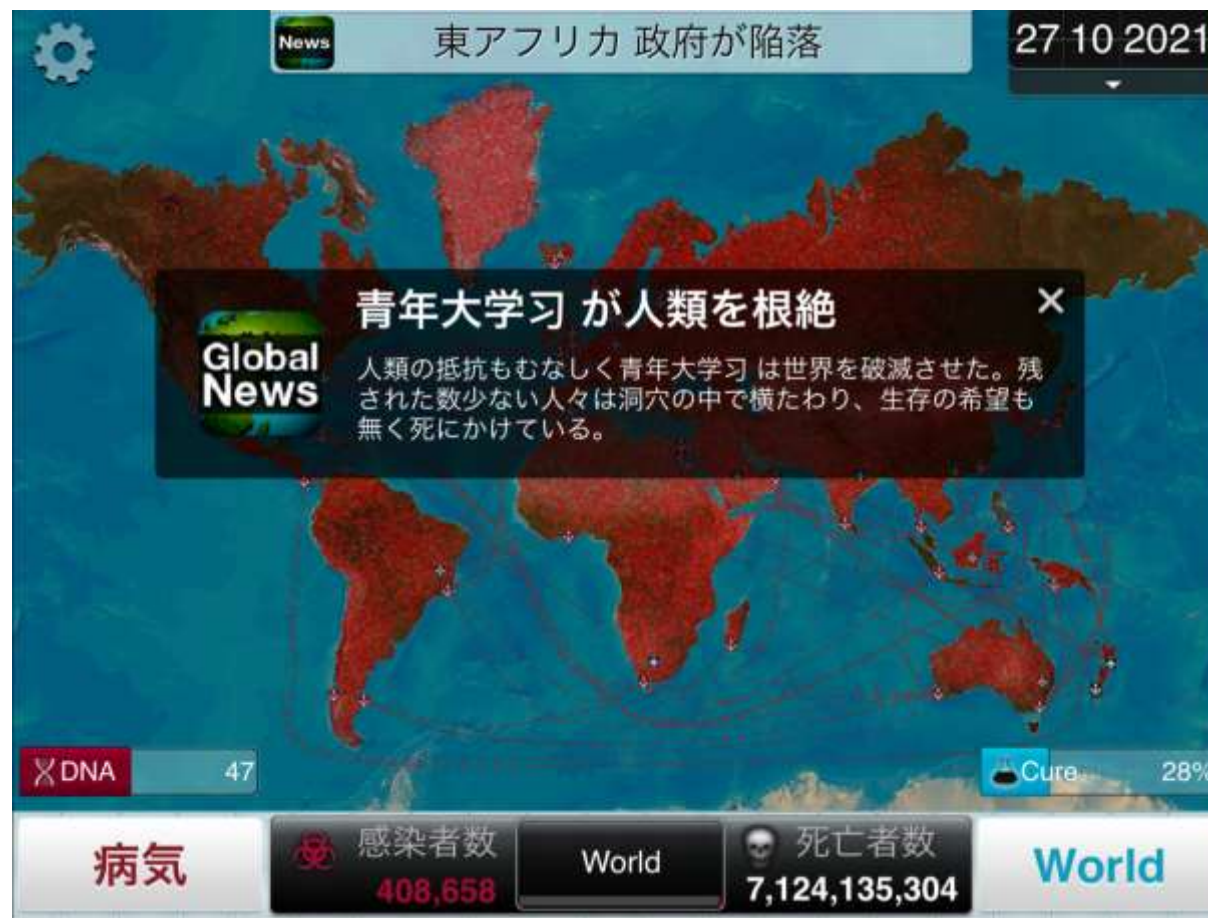 News
東アフリカ 政府が陥落
27 10 2021
Global
News
青年大学习 が人類を根絶
人類の抵抗もむなしく青年大学习 は世界を破滅させた。残
された数少ない人々は洞穴の中で横たわり、生存の希望も
無く死にかけている。
DNA 47
Cure 28%
病気
感染者数
408,658
World
死亡者数
7,124,135,304
World